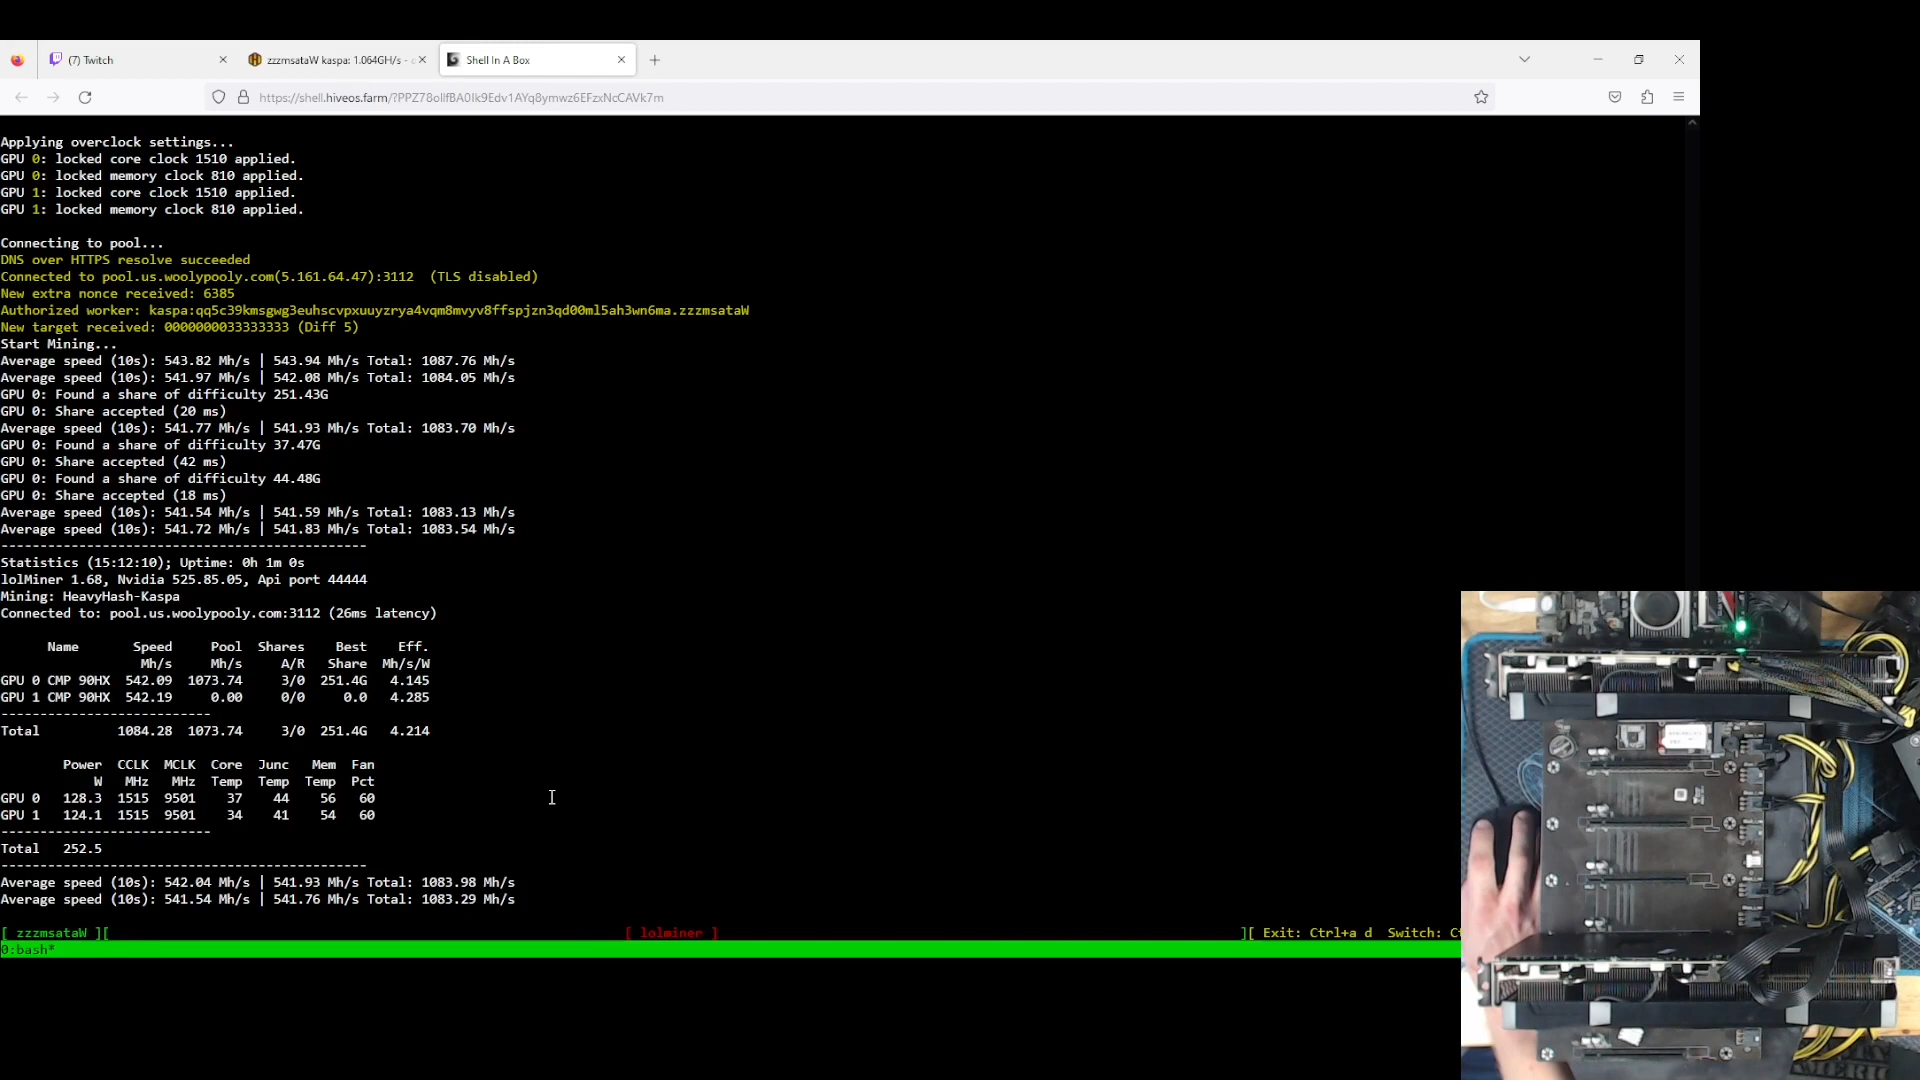 (7) Twitch
zzzmsataW kaspa: 1.064GH/s -
Shell In A Box
https://shell.hiveos.farm/?PPZ78ollfBA0Ik9Edv1AYq8ymwz6EFzxNcCAVk7m
Applying overclock settings...
GPU 0: locked core clock 1510 applied.
GPU 0: locked memory clock 810 applied.
GPU 1: locked core clock 1510 applied.
GPU 1: locked memory clock 810 applied.
Connecting to pool...
DNS over HTTPS resolve succeeded
Connected to pool.us.woolypooly.com(5.161.64.47):3112 (TLS disabled)
New extra nonce received: 6385
Authorized worker: kaspa:qq5c39kmsgwg3euhscvpxuuyzrya4vqm8mvyv8ffspjzn3qd00ml5ah3wn6ma.zzzmsataW
New target received: 0000000033333333 (Diff 5)
Start Mining...
Average speed (10s): 543.82 Mh/s | 543.94 Mh/s Total: 1087.76 Mh/s
Average speed (10s): 541.97 Mh/s | 542.08 Mh/s Total: 1084.05 Mh/s
GPU 0: Found a share of difficulty 251.43G
GPU 0: Share accepted (20 ms)
Average speed (10s): 541.77 Mh/s | 541.93 Mh/s Total: 1083.70 Mh/s
GPU 0: Found a share of difficulty 37.47G
GPU 0: Share accepted (42 ms)
GPU 0: Found a share of difficulty 44.48G
GPU 0: Share accepted (18 ms)
Average speed (10s): 541.54 Mh/s | 541.59 Mh/s Total: 1083.13 Mh/s
Average speed (10s): 541.72 Mh/s | 541.83 Mh/s Total: 1083.54 Mh/s
-----------------------------------------------
Statistics (15:12:10); Uptime: 0h 1m 0s
lolMiner 1.68, Nvidia 525.85.05, Api port 44444
Mining: HeavyHash-Kaspa
Connected to: pool.us.woolypooly.com:3112 (26ms latency)
Name Speed Pool Shares Best Eff.
Mh/s Mh/s A/R Share Mh/s/W
GPU 0 CMP 90HX 542.09 1073.74 3/0 251.4G 4.145
GPU 1 CMP 90HX 542.19 0.00 0/0 0.0 4.285
---------------------------
Total 1084.28 1073.74 3/0 251.4G 4.214
Power CCLK MCLK Core Junc Mem Fan
W MHz MHz Temp Temp Temp Pct
GPU 0 128.3 1515 9501 37 44 56 60
GPU 1 124.1 1515 9501 34 41 54 60
---------------------------
Total 252.5
-----------------------------------------------
Average speed (10s): 542.04 Mh/s | 541.93 Mh/s Total: 1083.98 Mh/s
Average speed (10s): 541.54 Mh/s | 541.76 Mh/s Total: 1083.29 Mh/s
[ zzzmsataW ][ [ lolminer ] ][ Exit: Ctrl+a d Switch:
0:bash*